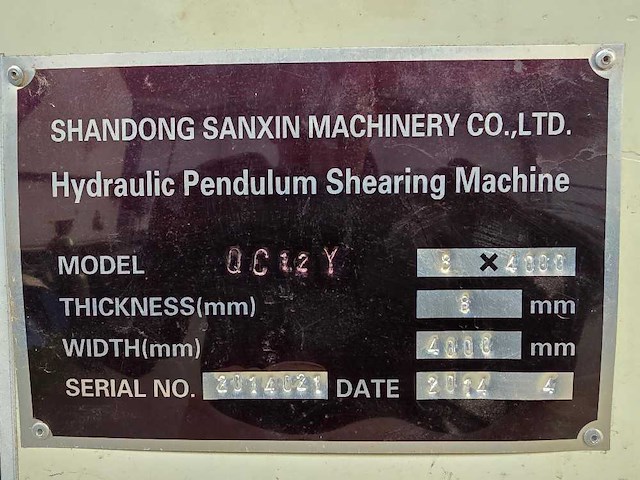 SHANDONG SANXIN MACHINERY CO.,LTD.
Hydraulic Pendulum Shearing Machine
MODEL QC12Y 8 × 4000
THICKNESS(mm) 8 mm
WIDTH(mm) 4000 mm
SERIAL NO. 2014021 DATE 2014 4